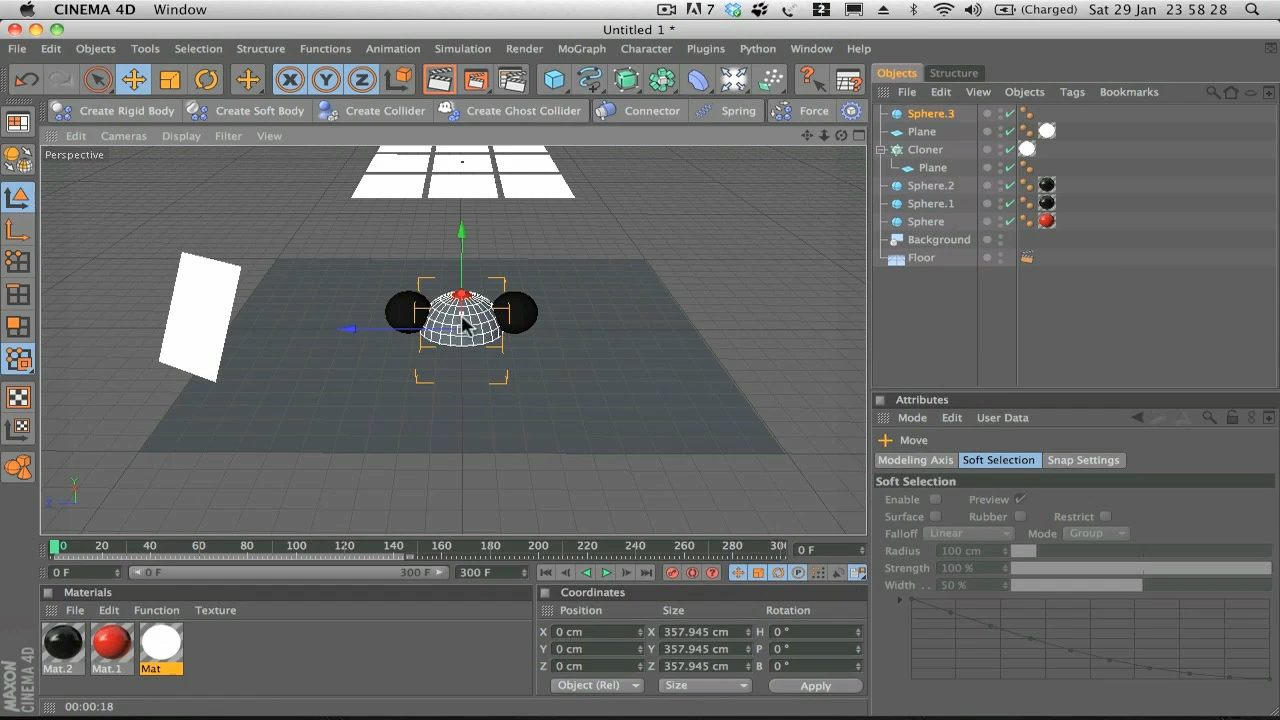 CINEMA 4D Window 7 (Charged) Sat 29 Jan 23 58 28
Untitled 1 *
File Edit Objects Tools Selection Structure Functions Animation Rendering Simulation Render MoGraph Character Plugins Python Window Help
X Y Z
Objects Structure
Create Rigid Body Create Soft Body Create Collider Create Ghost Collider Connector Spring Force
File Edit View Objects Tags Bookmarks
Edit Cameras Display Filter View
Perspective
Sphere.3
Plane
Cloner
Plane
Sphere.2
Sphere.1
Sphere
Background
Floor
Attributes
Mode Edit User Data
Move
Modeling Axis Soft Selection Snap Settings
Soft Selection
Enable Preview
Surface Rubber Restrict
Falloff Linear Mode Group
Radius 100 cm
Strength 100 %
Width . . 50 %
Y
Z
0 20 40 60 80 100 120 140 160 180 200 220 240 260 280 30 0 F
0 F 0 F 300 F 300 F
Materials
File Edit Function Texture
Mat.2 Mat.1 Mat
Coordinates
Position Size Rotation
X 0 cm X 357.945 cm H 0 °
Y 0 cm Y 357.945 cm P 0 °
Z 0 cm Z 357.945 cm B 0 °
Object (Rel) Size Apply
MAXON CINEMA 4D
00:00:18